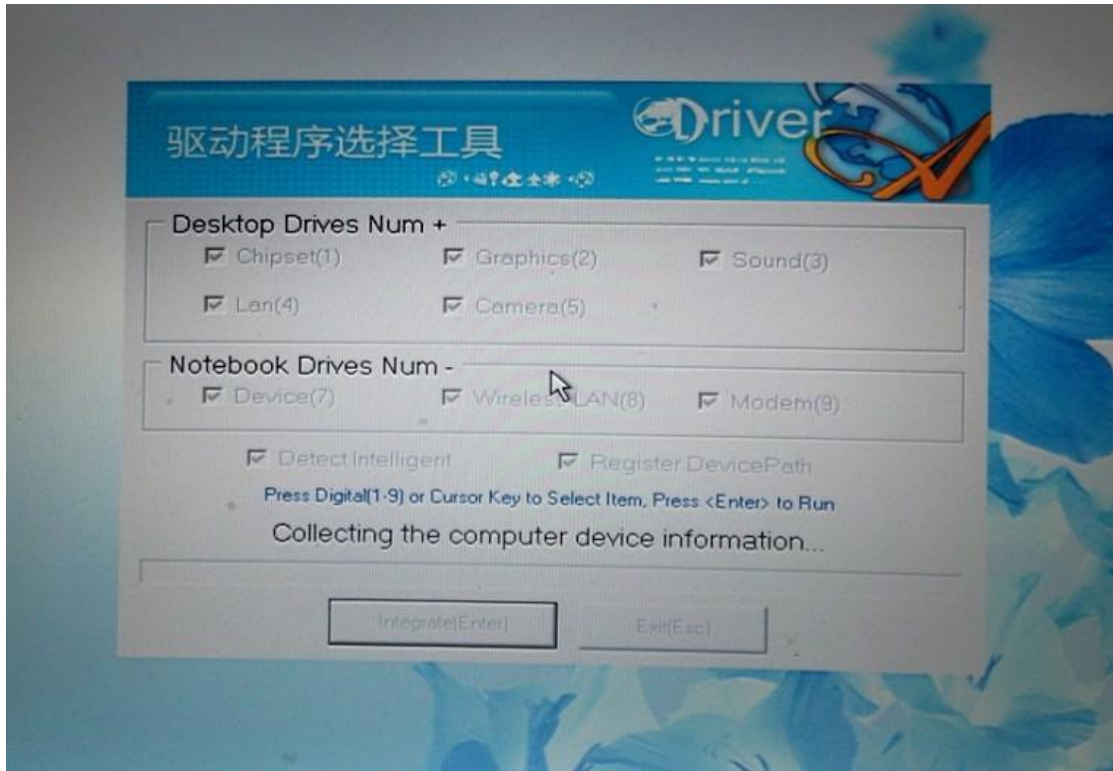 驱动程序选择工具
Driver
Desktop Drives Num +
Chipset(1) Graphics(2) Sound(3)
Lan(4) Camera(5)
Notebook Drives Num -
Device(7) Wireless LAN(8) Modem(9)
Detect Intelligent Register DevicePath
Press Digital(1-9) or Cursor Key to Select Item, Press <Enter> to Run
Collecting the computer device information...
Integrate(Enter) Exit(Esc)